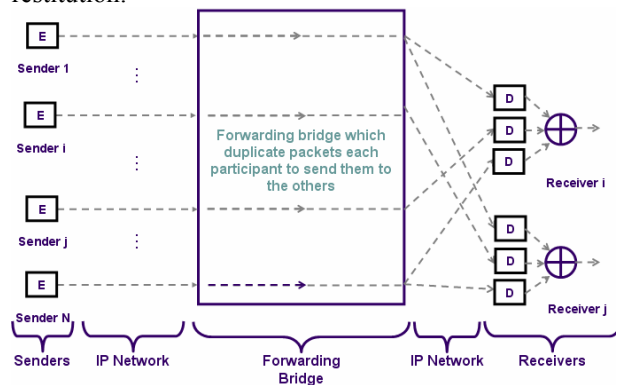 restitution.
E
Sender 1
E
Sender i
E
Sender j
E
Sender N
Forwarding bridge which
duplicate packets each
participant to send them to
the others
D
D
D
Receiver i
D
D
D
Receiver j
Senders
IP Network
Forwarding
Bridge
IP Network
Receivers